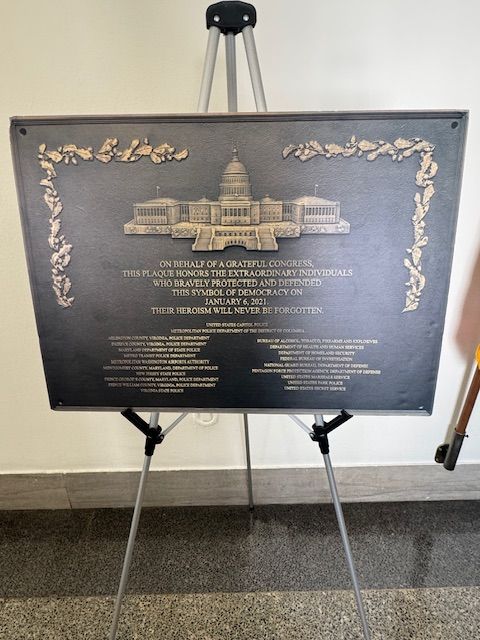 ON BEHALF OF A GRATEFUL CONGRESS,
THIS PLAQUE HONORS THE EXTRAORDINARY INDIVIDUALS
WHO BRAVELY PROTECTED AND DEFENDED
THIS SYMBOL OF DEMOCRACY ON
JANUARY 6, 2021.
THEIR HEROISM WILL NEVER BE FORGOTTEN.
UNITED STATES CAPITOL POLICE
METROPOLITAN POLICE DEPARTMENT OF THE DISTRICT OF COLUMBIA
ARLINGTON COUNTY, VIRGINIA, POLICE DEPARTMENT
FAIRFAX COUNTY, VIRGINIA, POLICE DEPARTMENT
MARYLAND DEPARTMENT OF STATE POLICE
METRO TRANSIT POLICE DEPARTMENT
METROPOLITAN WASHINGTON AIRPORTS AUTHORITY
MONTGOMERY COUNTY, MARYLAND, DEPARTMENT OF POLICE
NEW JERSEY STATE POLICE
PRINCE GEORGE'S COUNTY, MARYLAND, POLICE DEPARTMENT
PRINCE WILLIAM COUNTY, VIRGINIA, POLICE DEPARTMENT
VIRGINIA STATE POLICE
BUREAU OF ALCOHOL, TOBACCO, FIREARMS AND EXPLOSIVES
DEPARTMENT OF HEALTH AND HUMAN SERVICES
DEPARTMENT OF HOMELAND SECURITY
FEDERAL BUREAU OF INVESTIGATION
NATIONAL GUARD BUREAU, DEPARTMENT OF DEFENSE
PENTAGON FORCE PROTECTION AGENCY, DEPARTMENT OF DEFENSE
UNITED STATES MARSHALS SERVICE
UNITED STATES PARK POLICE
UNITED STATES SECRET SERVICE